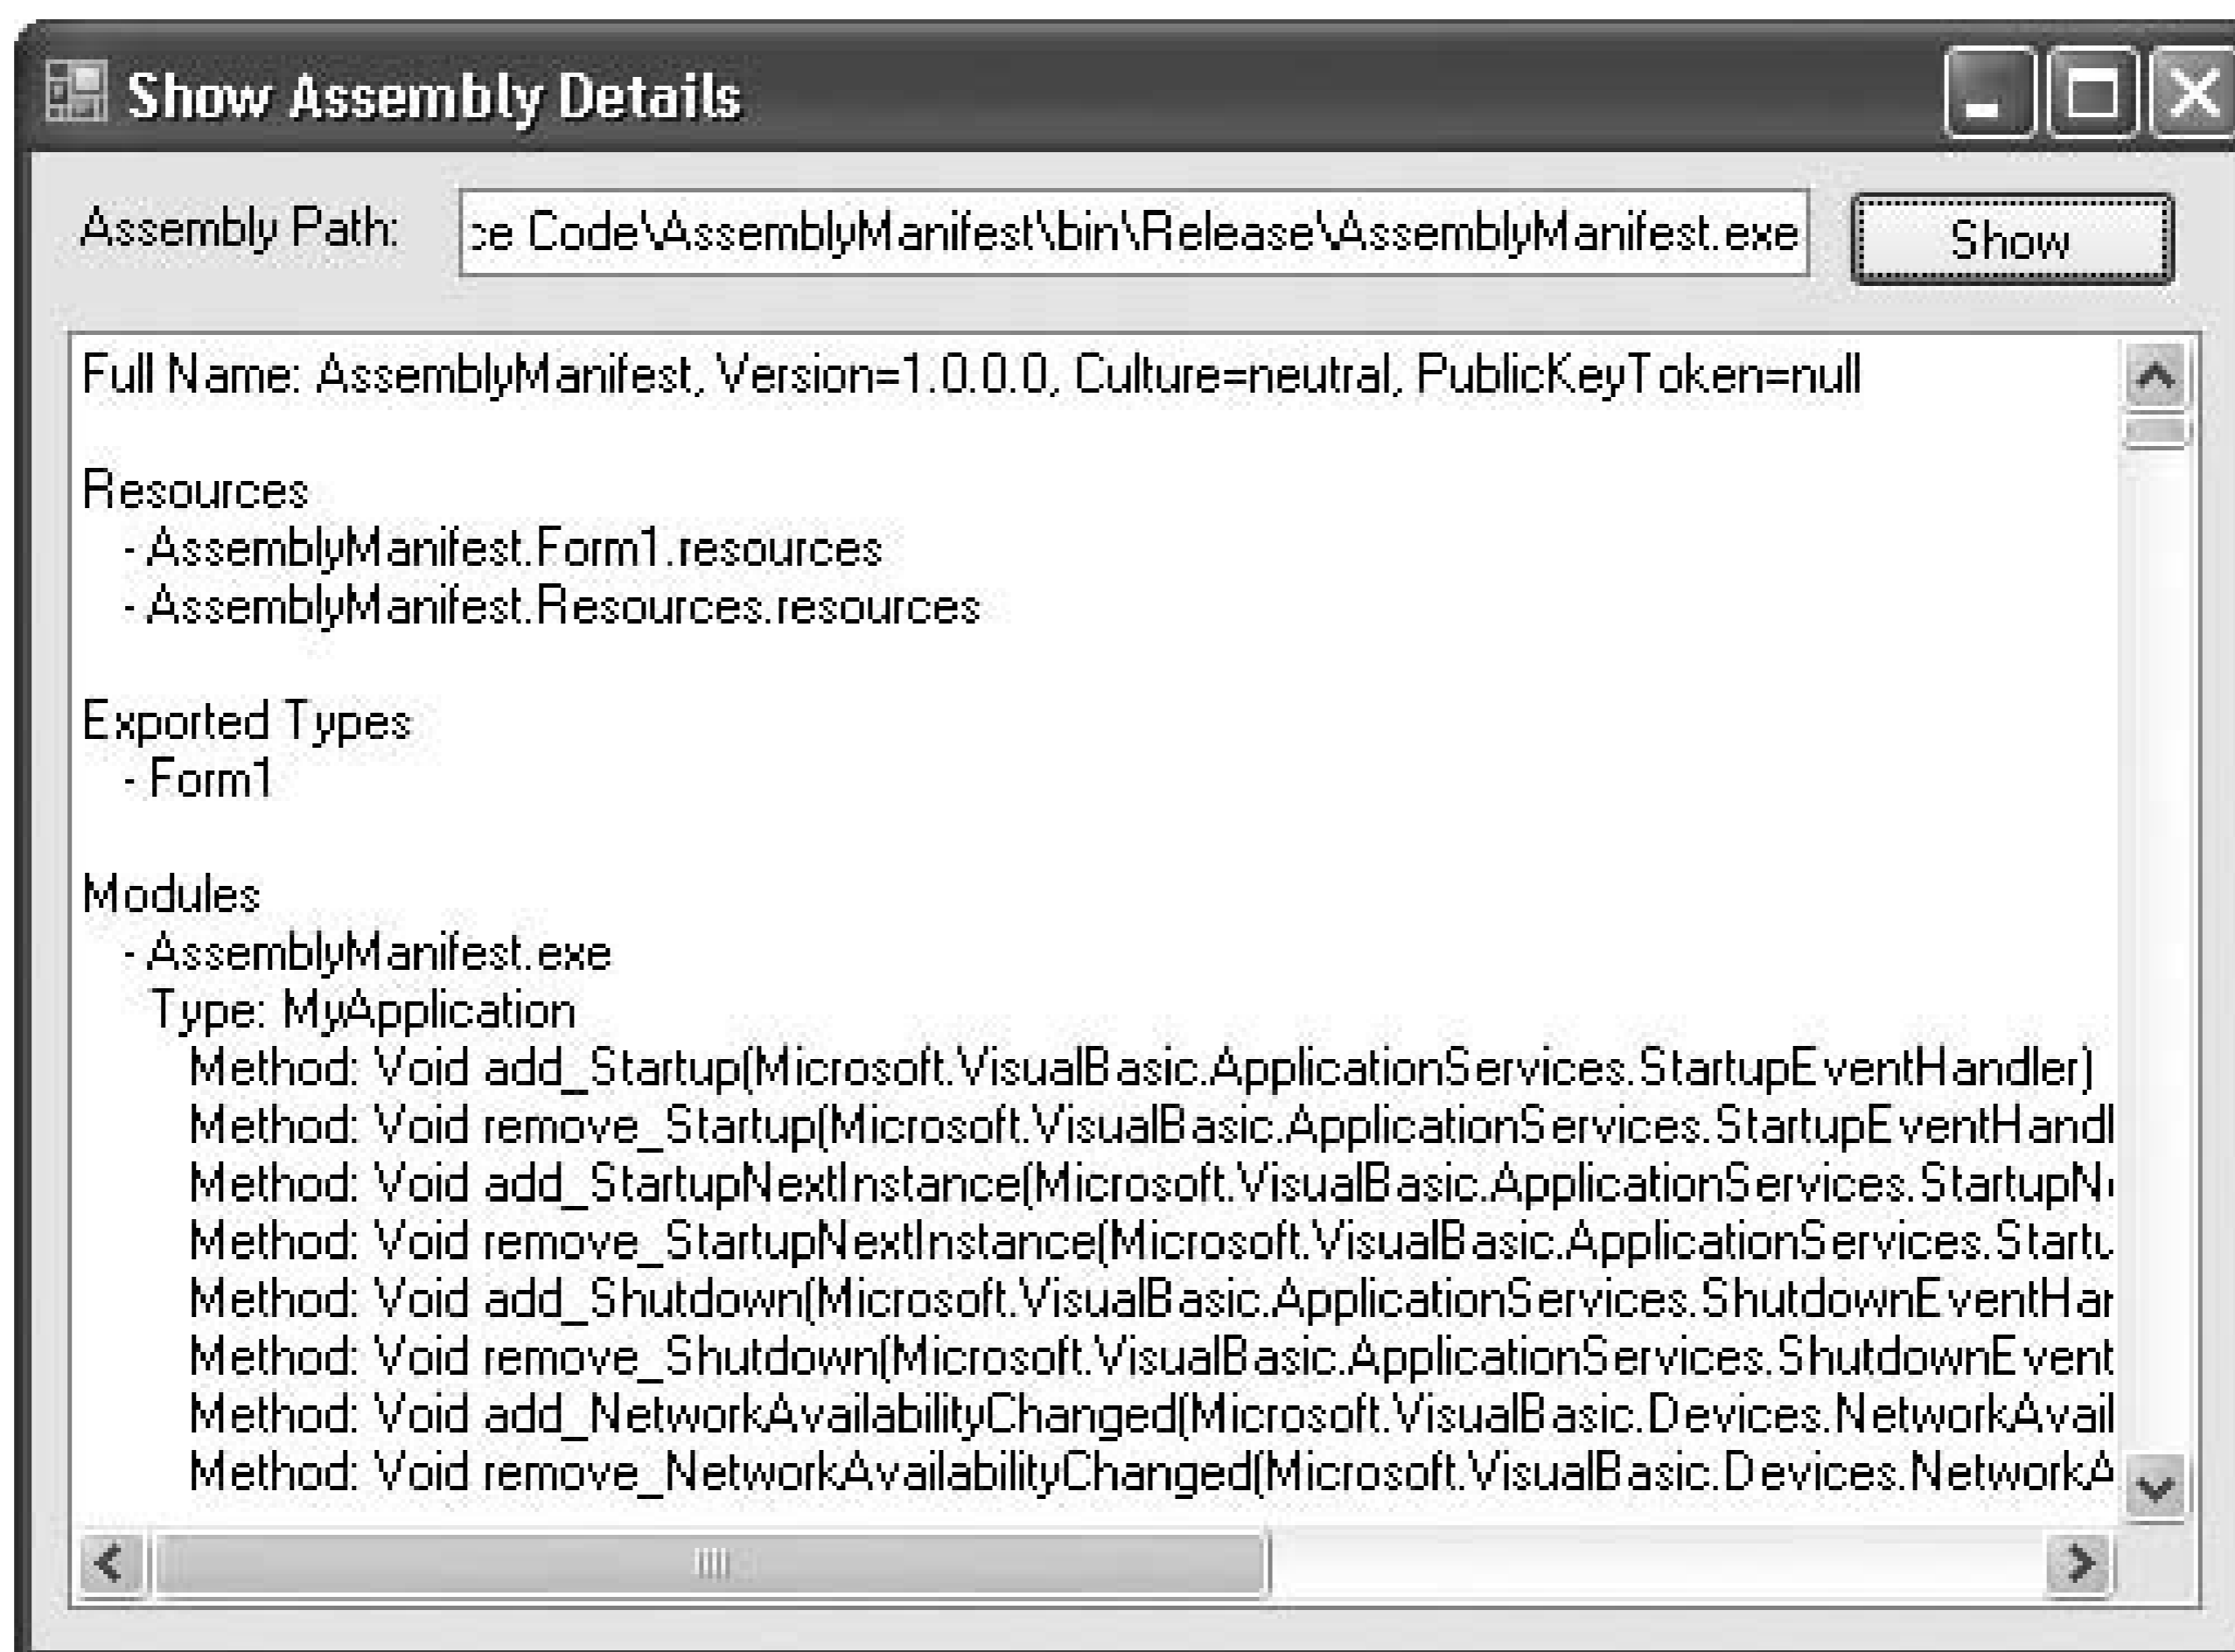 Show Assembly Details
Assembly Path: ce Code\AssemblyManifest\bin\Release\AssemblyManifest.exe Show
Full Name: AssemblyManifest, Version=1.0.0.0, Culture=neutral, PublicKeyToken=null
Resources
- AssemblyManifest.Form1.resources
- AssemblyManifest.Resources.resources
Exported Types
- Form1
Modules
- AssemblyManifest.exe
Type: MyApplication
Method: Void add_Startup(Microsoft.VisualBasic.ApplicationServices.StartupEventHandler)
Method: Void remove_Startup(Microsoft.VisualBasic.ApplicationServices.StartupEventHandl
Method: Void add_StartupNextInstance(Microsoft.VisualBasic.ApplicationServices.StartupN
Method: Void remove_StartupNextInstance(Microsoft.VisualBasic.ApplicationServices.Startu
Method: Void add_Shutdown(Microsoft.VisualBasic.ApplicationServices.ShutdownEventHar
Method: Void remove_Shutdown(Microsoft.VisualBasic.ApplicationServices.ShutdownEvent
Method: Void add_NetworkAvailabilityChanged(Microsoft.VisualBasic.Devices.NetworkAvail
Method: Void remove_NetworkAvailabilityChanged(Microsoft.VisualBasic.Devices.NetworkA